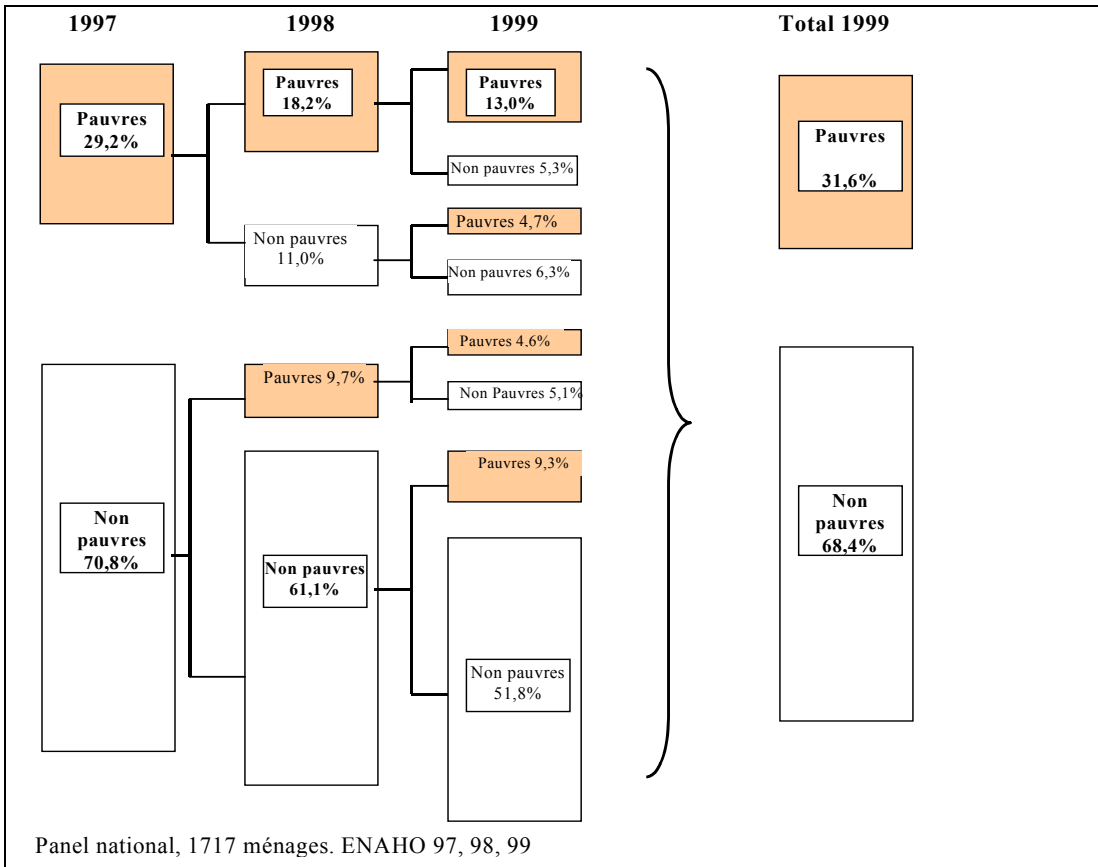 1997 1998 1999 Total 1999
Pauvres
29,2%
Pauvres
18,2%
Pauvres
13,0%
Non pauvres 5,3%
Non pauvres
11,0%
Pauvres 4,7%
Non pauvres 6,3%
Non
pauvres
70,8%
Pauvres 9,7%
Pauvres 4,6%
Non Pauvres 5,1%
Non pauvres
61,1%
Pauvres 9,3%
Non pauvres
51,8%
Pauvres
31,6%
Non
pauvres
68,4%
Panel national, 1717 ménages. ENAHO 97, 98, 99